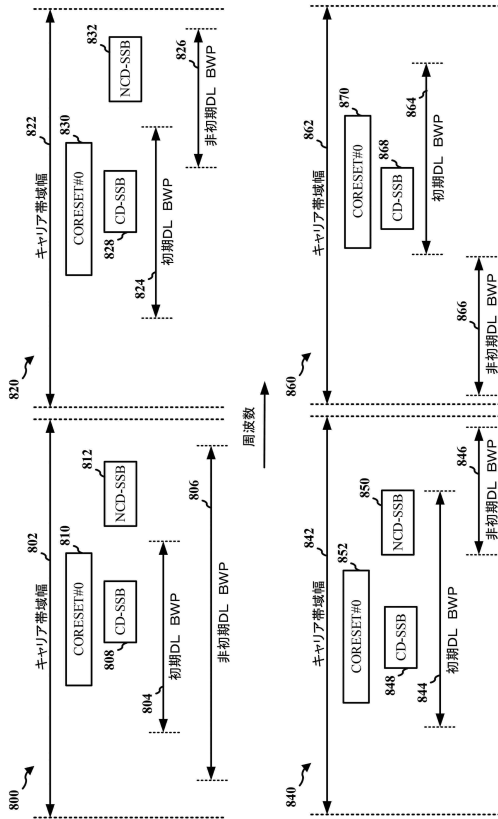 800
キャリア帯域幅
802
CORESET#0
810
CD-SSB
808
NCD-SSB
812
初期DL BWP
804
非初期DL BWP
806
820
キャリア帯域幅
822
CORESET#0
830
CD-SSB
828
NCD-SSB
832
初期DL BWP
824
非初期DL BWP
826
周波数
840
キャリア帯域幅
842
CORESET#0
852
CD-SSB
848
NCD-SSB
850
初期DL BWP
844
非初期DL BWP
846
860
キャリア帯域幅
862
CORESET#0
870
CD-SSB
868
初期DL BWP
864
非初期DL BWP
866